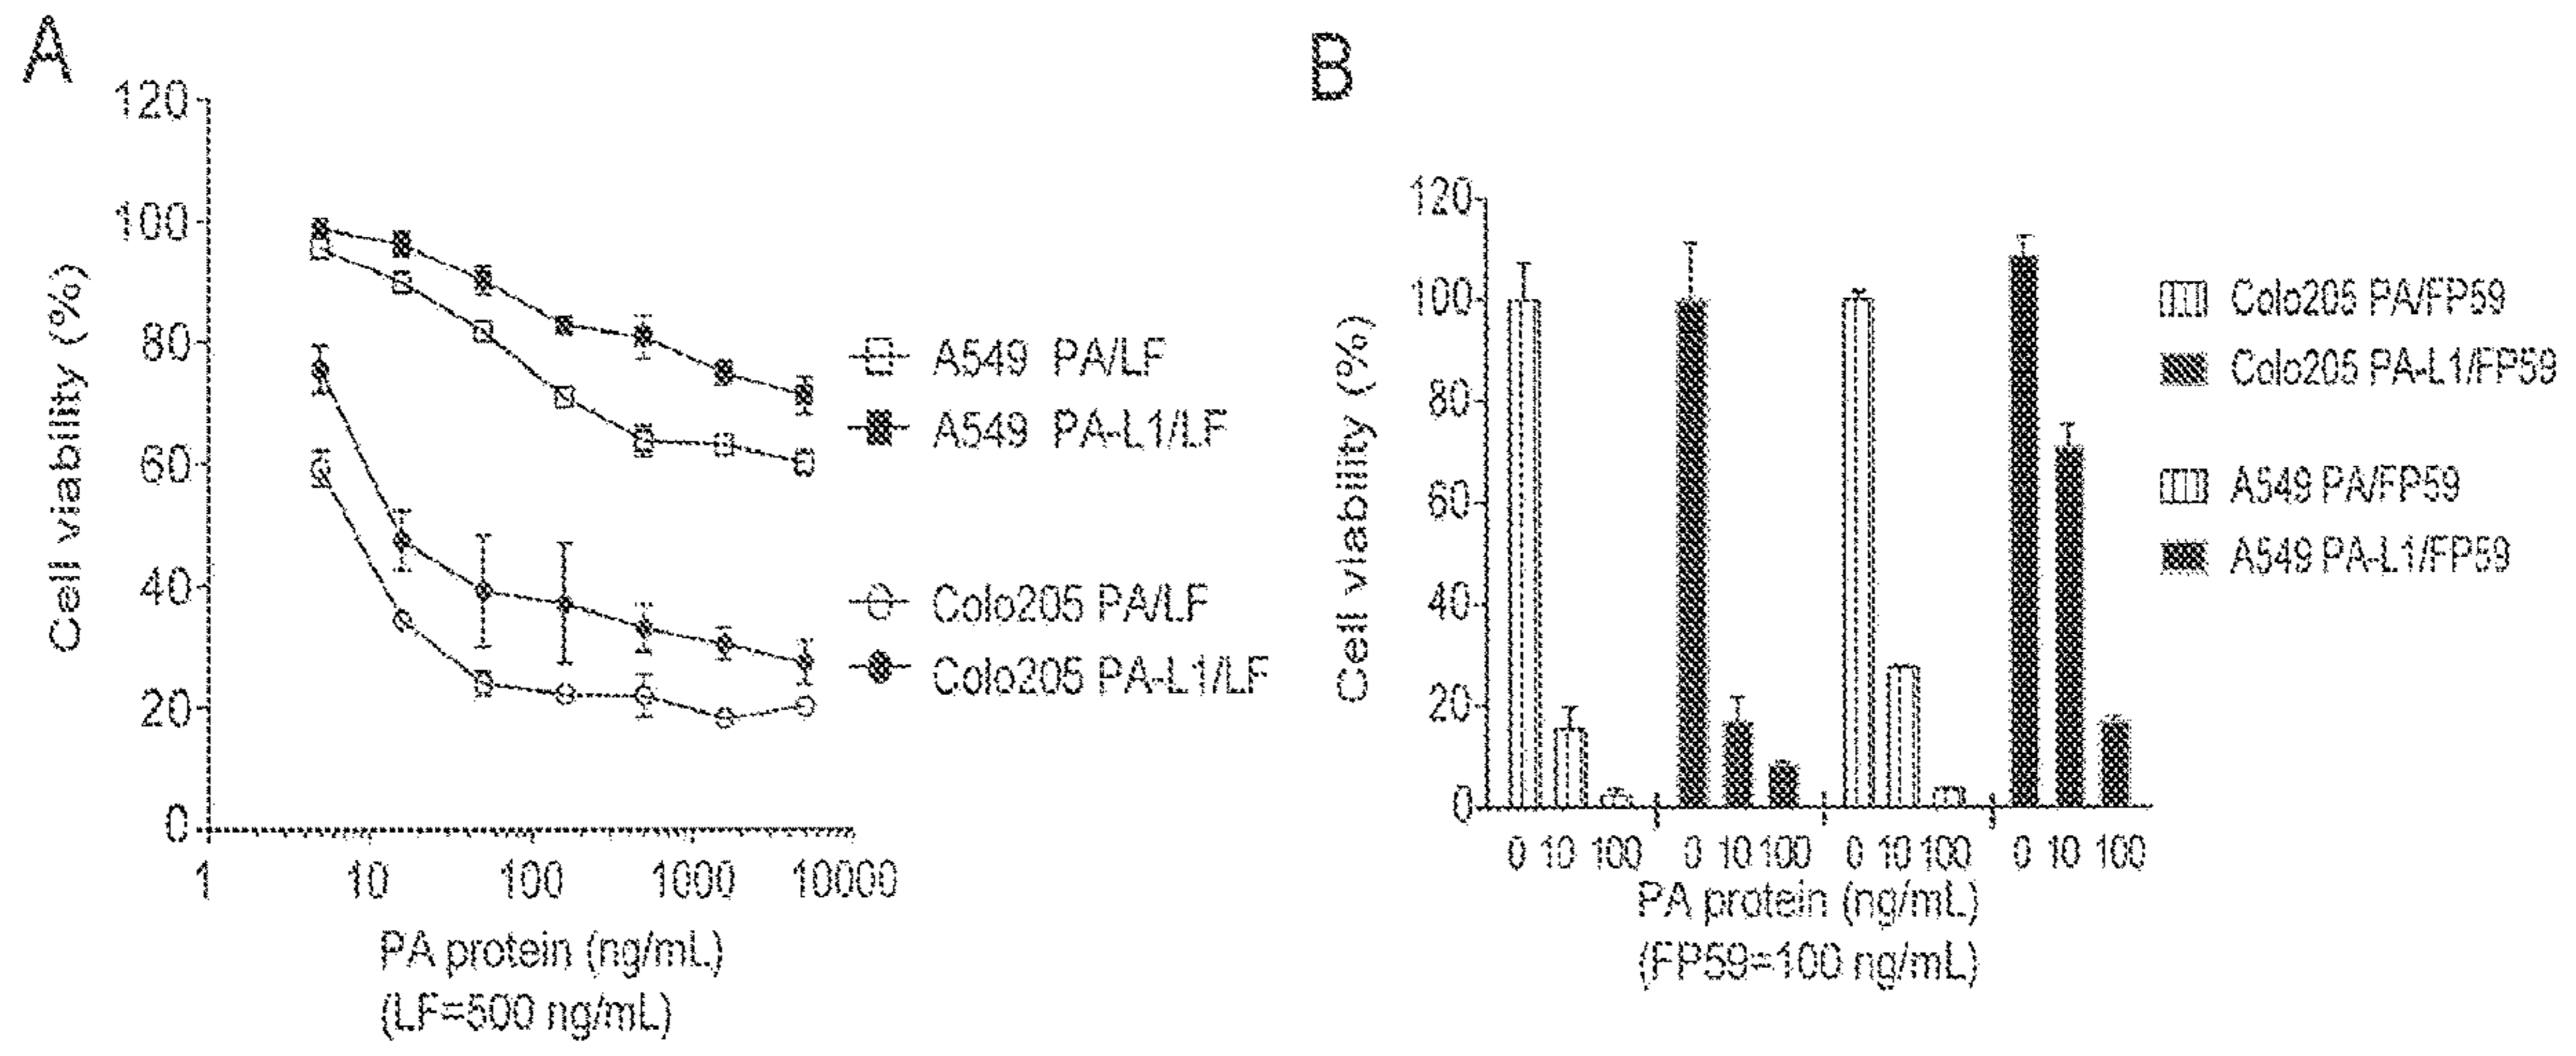 A
120
100
80
60
40
20
0
Cell viability (%)
1 10 100 1000 10000
PA protein (ng/mL)
(LF=500 ng/mL)
A549 PA/LF
A549 PA-L1/LF
Colo205 PA/LF
Colo205 PA-L1/LF
B
120
100
80
60
40
20
0
Cell viability (%)
0 10 100 0 10 100 0 10 100 0 10 100
PA protein (ng/mL)
(FP59=100 ng/mL)
Colo205 PA/FP59
Colo205 PA-L1/FP59
A549 PA/FP59
A549 PA-L1/FP59